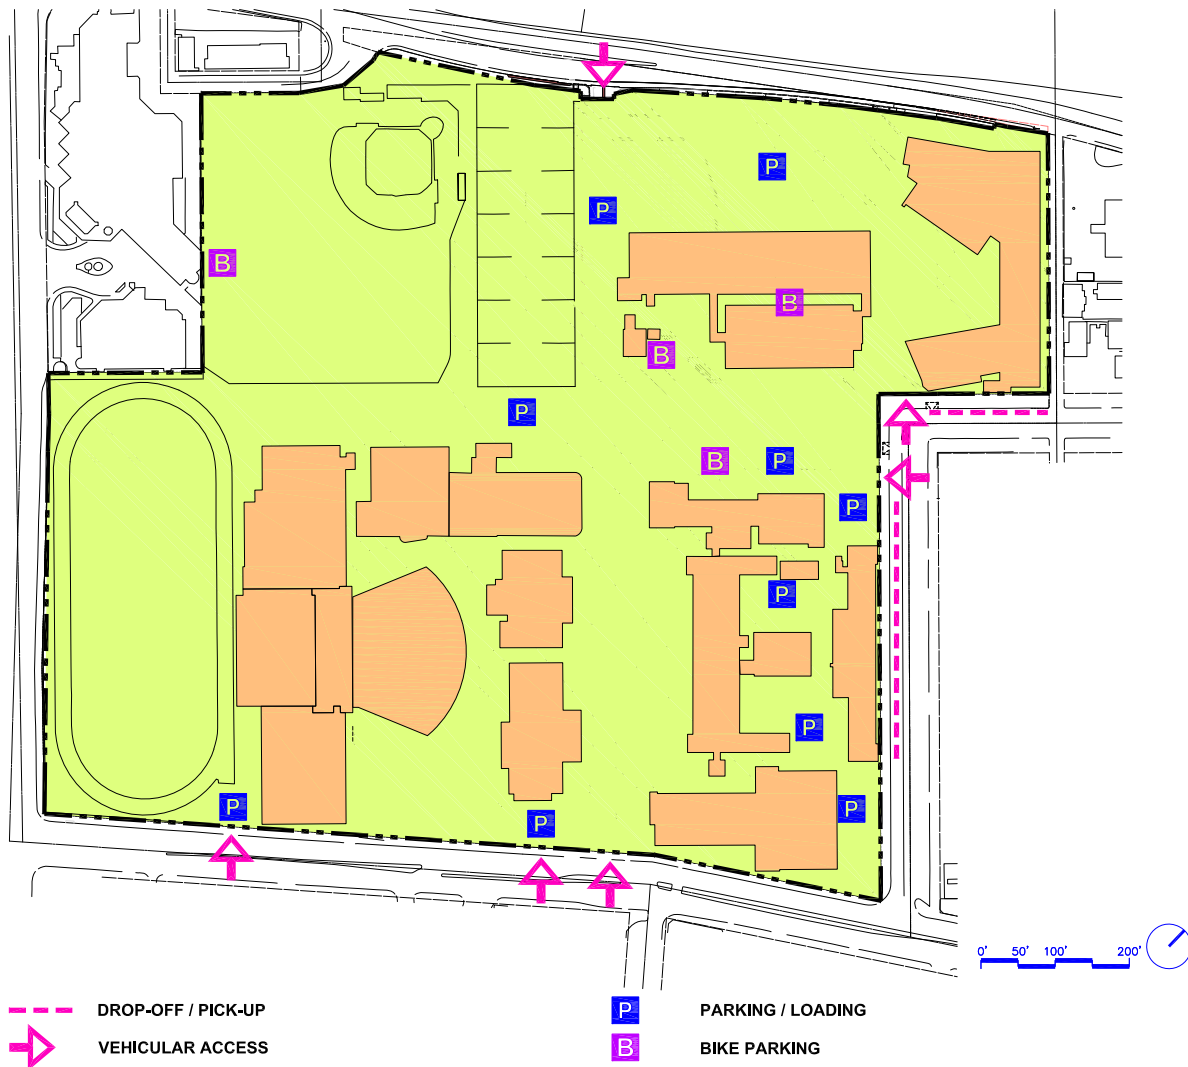 P
P
B
B
B
P
B
P
P
P
P
P
P
P
0' 50' 100' 200'
DROP-OFF / PICK-UP
P PARKING / LOADING
VEHICULAR ACCESS
B BIKE PARKING